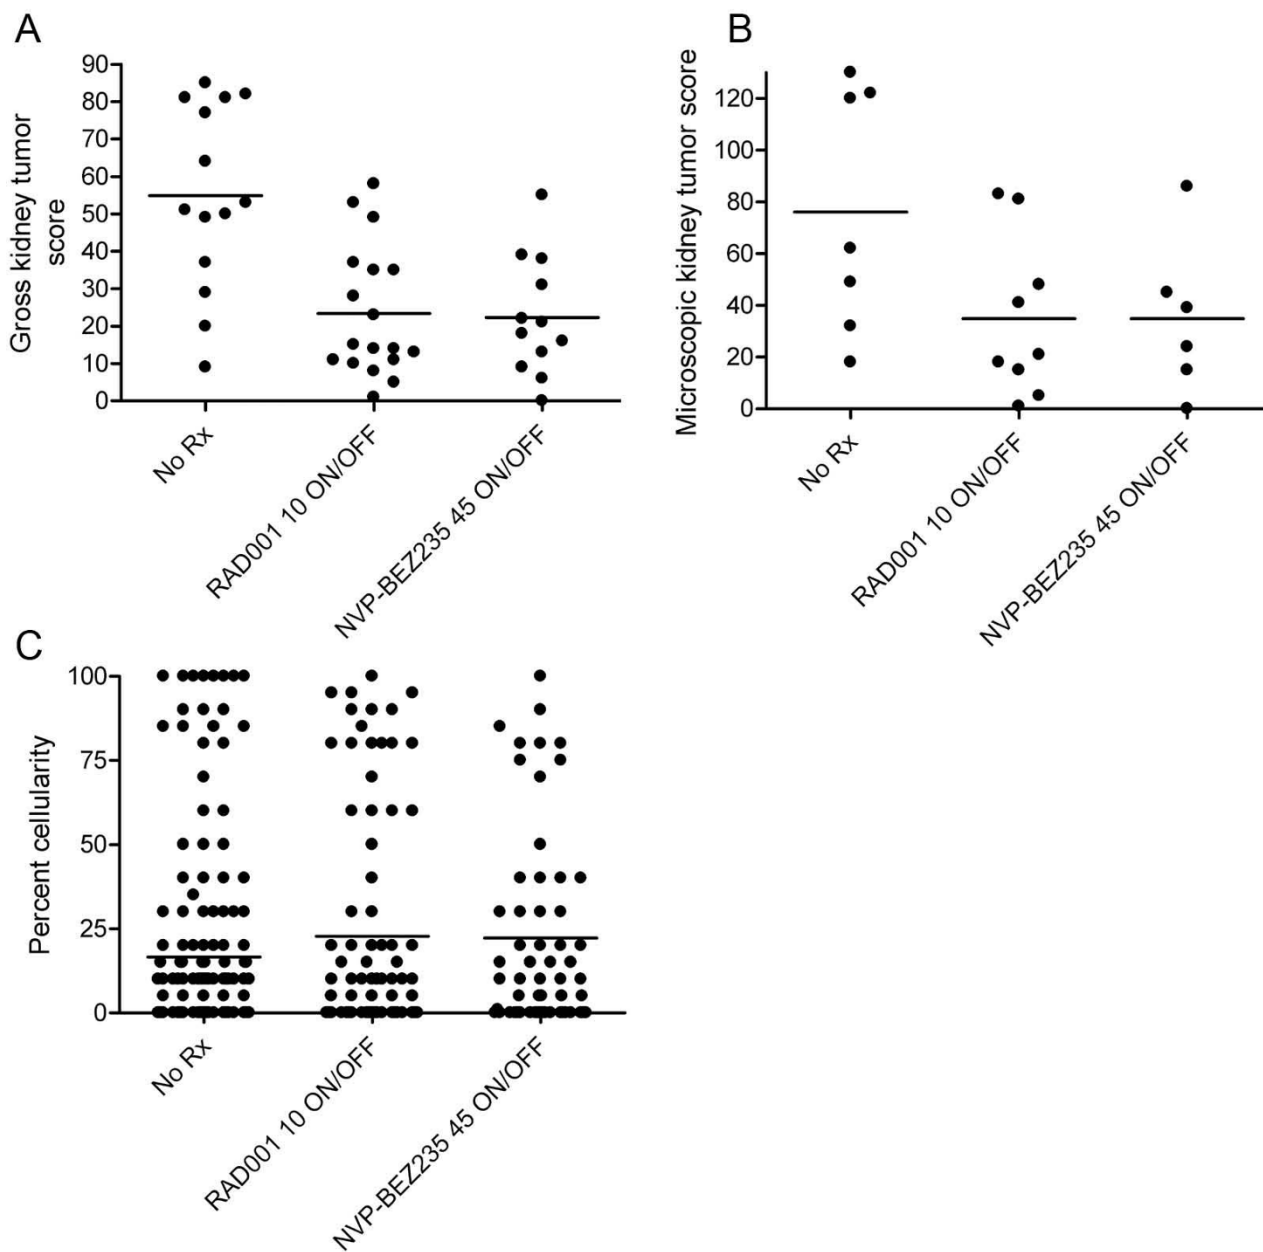 A
Gross kidney tumor
score
90
80
70
60
50
40
30
20
10
0
No Rx
RAD001 10 ON/OFF
NVP-BEZ235 45 ON/OFF
B
Microscopic kidney tumor score
120
100
80
60
40
20
0
No Rx
RAD001 10 ON/OFF
NVP-BEZ235 45 ON/OFF
C
Percent cellularity
100
75
50
25
0
No Rx
RAD001 10 ON/OFF
NVP-BEZ235 45 ON/OFF